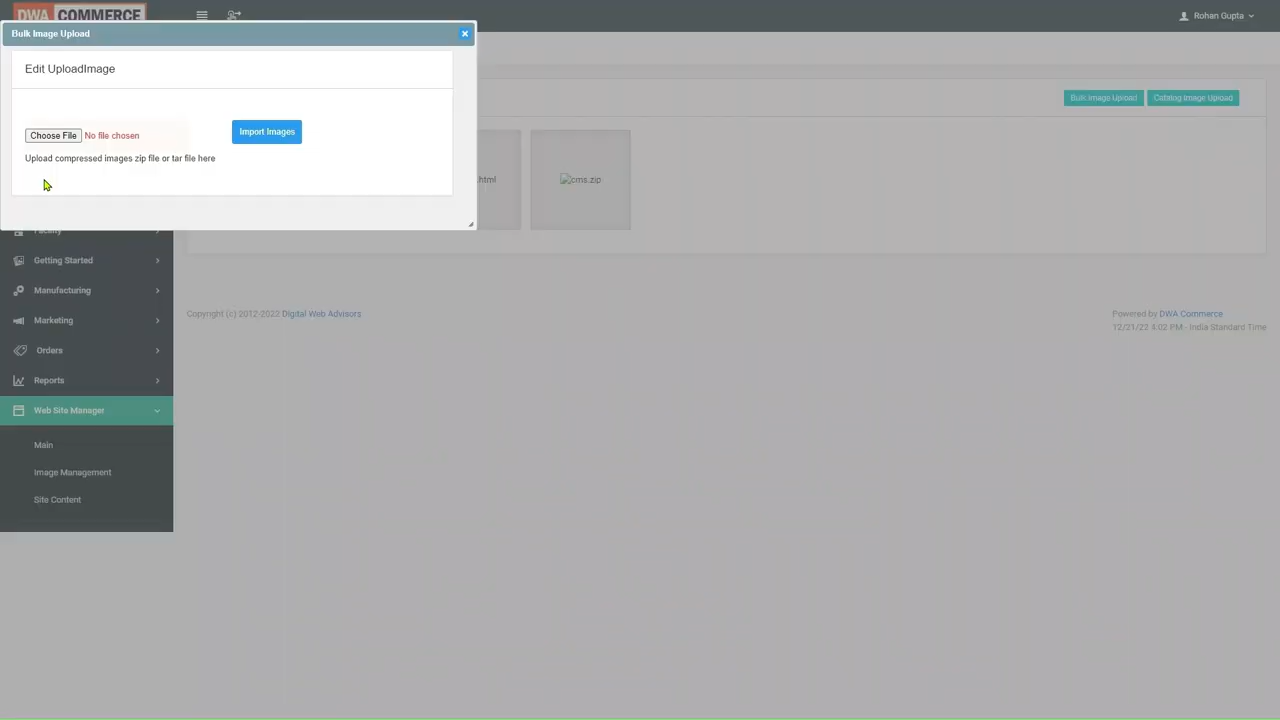 DWA COMMERCE
Rohan Gupta
Bulk Image Upload
Edit UploadImage
Bulk Image Upload
Catalog Image Upload
Choose File No file chosen
Import Images
Upload compressed images zip file or tar file here
.html
cms.zip
Facility
Getting Started
Manufacturing
Marketing
Orders
Reports
Web Site Manager
Main
Image Management
Site Content
Copyright (c) 2012-2022 Digital Web Advisors
Powered by DWA Commerce
12/21/22 4:02 PM - India Standard Time